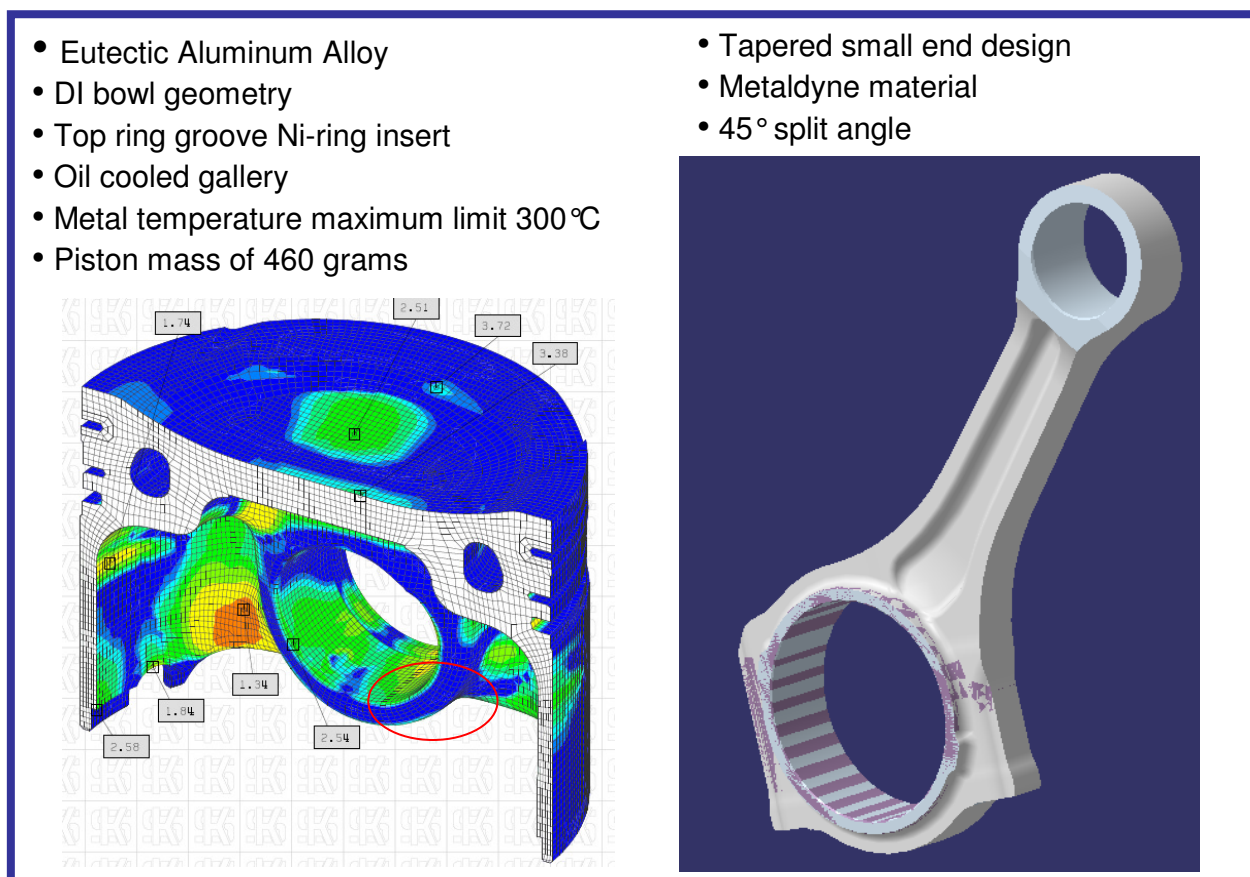 • Eutectic Aluminum Alloy
• DI bowl geometry
• Top ring groove Ni-ring insert
• Oil cooled gallery
• Metal temperature maximum limit 300°C
• Piston mass of 460 grams
• Tapered small end design
• Metaldyne material
• 45° split angle
1.74
2.51
3.72
3.38
1.34
1.84
2.54
2.58